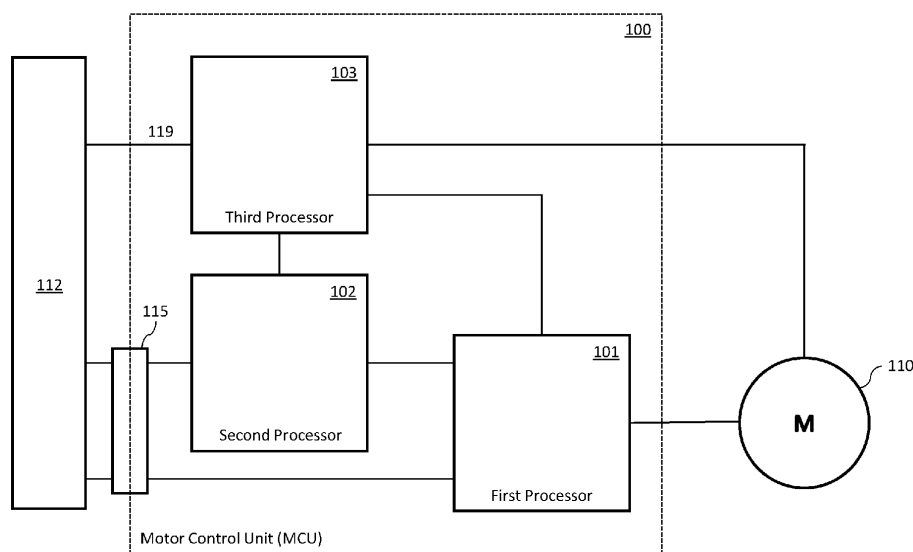 100
103
119
Third Processor
112
102
115
101
110
M
Second Processor
First Processor
Motor Control Unit (MCU)